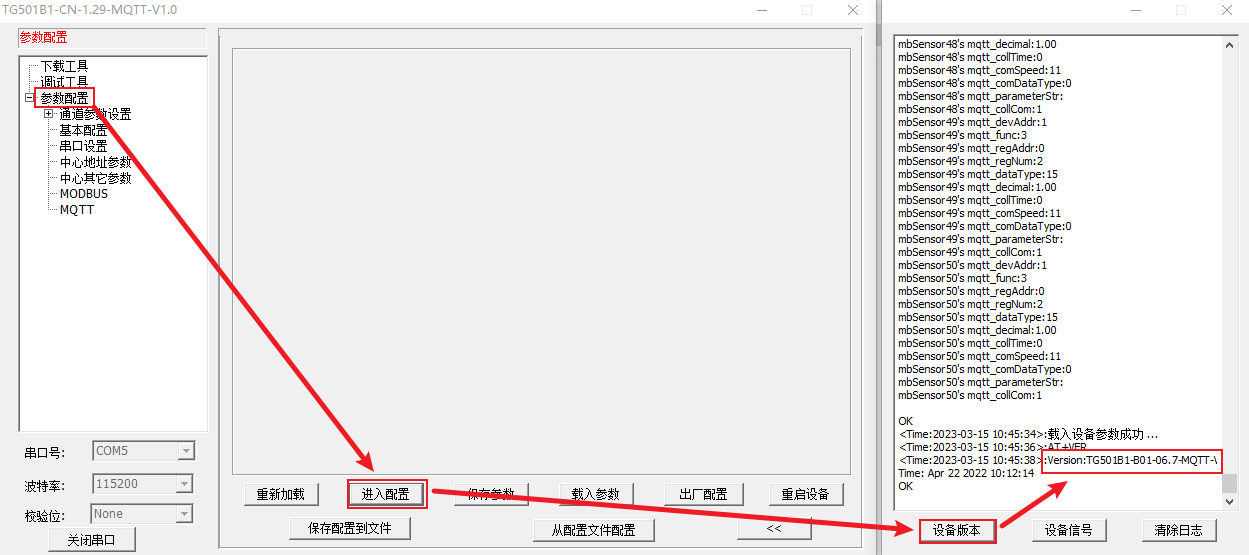 TG501B1-CN-1.29-MQTT-V1.0
参数配置
下载工具
调试工具
参数配置
通道参数设置
基本配置
串口设置
中心地址参数
中心其它参数
MODBUS
MQTT
串口号:
COM5
波特率:
115200
校验位:
None
关闭串口
重新加载
进入配置
保存参数
载入参数
出厂配置
重启设备
保存配置到文件
从配置文件配置
<<
mbSensor48's mqtt_decimal:1.00
mbSensor48's mqtt_collTime:0
mbSensor48's mqtt_comSpeed:11
mbSensor48's mqtt_comDataType:0
mbSensor48's mqtt_parameterStr:
mbSensor48's mqtt_collCom:1
mbSensor49's mqtt_devAddr:1
mbSensor49's mqtt_func:3
mbSensor49's mqtt_regAddr:0
mbSensor49's mqtt_regNum:2
mbSensor49's mqtt_dataType:15
mbSensor49's mqtt_decimal:1.00
mbSensor49's mqtt_collTime:0
mbSensor49's mqtt_comSpeed:11
mbSensor49's mqtt_comDataType:0
mbSensor49's mqtt_parameterStr:
mbSensor49's mqtt_collCom:1
mbSensor50's mqtt_devAddr:1
mbSensor50's mqtt_func:3
mbSensor50's mqtt_regAddr:0
mbSensor50's mqtt_regNum:2
mbSensor50's mqtt_dataType:15
mbSensor50's mqtt_decimal:1.00
mbSensor50's mqtt_collTime:0
mbSensor50's mqtt_comSpeed:11
mbSensor50's mqtt_comDataType:0
mbSensor50's mqtt_parameterStr:
mbSensor50's mqtt_collCom:1
OK
<Time:2023-03-15 10:45:34>:载入设备参数成功 ...
<Time:2023-03-15 10:45:36>:AT+VER
<Time:2023-03-15 10:45:38>:Version:TG501B1-B01-06.7-MQTT-\
Time: Apr 22 2022 10:12:14
OK
设备版本
设备信号
清除日志